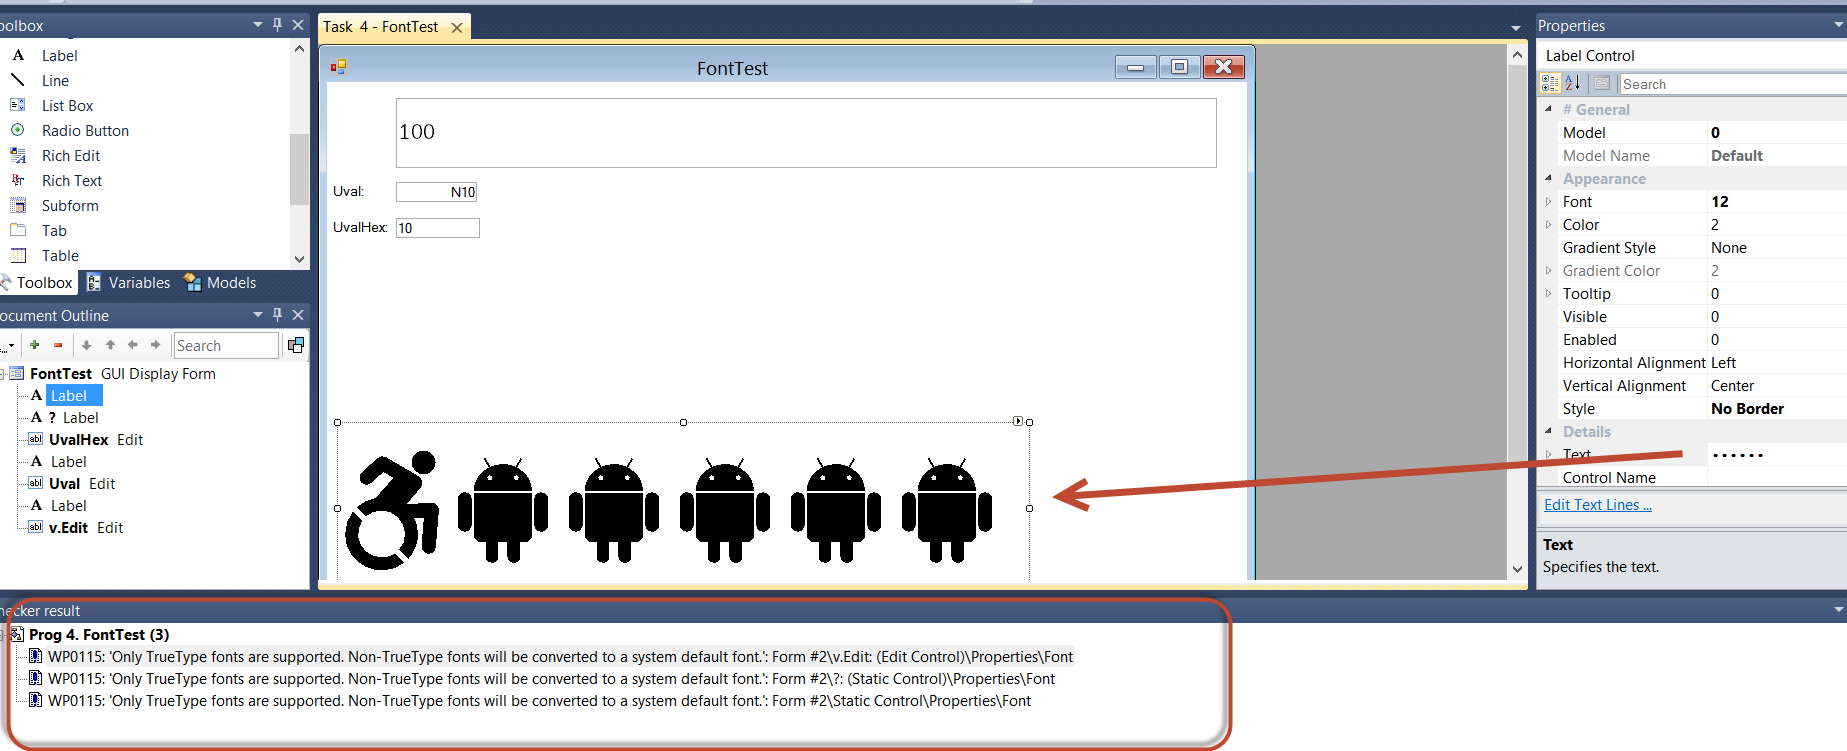 oolbox
Label
Line
List Box
Radio Button
Rich Edit
Rich Text
Subform
Tab
Table
Toolbox Variables Models
ocument Outline
Search
FontTest GUI Display Form
Label
? Label
UvalHex Edit
Label
Uval Edit
Label
v.Edit Edit
Task 4 - FontTest
FontTest
100
Uval: N10
UvalHex: 10
Properties
Label Control
Search
# General
Model 0
Model Name Default
Appearance
Font 12
Color 2
Gradient Style None
Gradient Color 2
Tooltip 0
Visible 0
Enabled 0
Horizontal Alignment Left
Vertical Alignment Center
Style No Border
Details
Text ••••••
Control Name
Edit Text Lines ...
Text
Specifies the text.
hecker result
Prog 4. FontTest (3)
WP0115: 'Only TrueType fonts are supported. Non-TrueType fonts will be converted to a system default font.': Form #2\v.Edit: (Edit Control)\Properties\Font
WP0115: 'Only TrueType fonts are supported. Non-TrueType fonts will be converted to a system default font.': Form #2\?: (Static Control)\Properties\Font
WP0115: 'Only TrueType fonts are supported. Non-TrueType fonts will be converted to a system default font.': Form #2\Static Control\Properties\Font